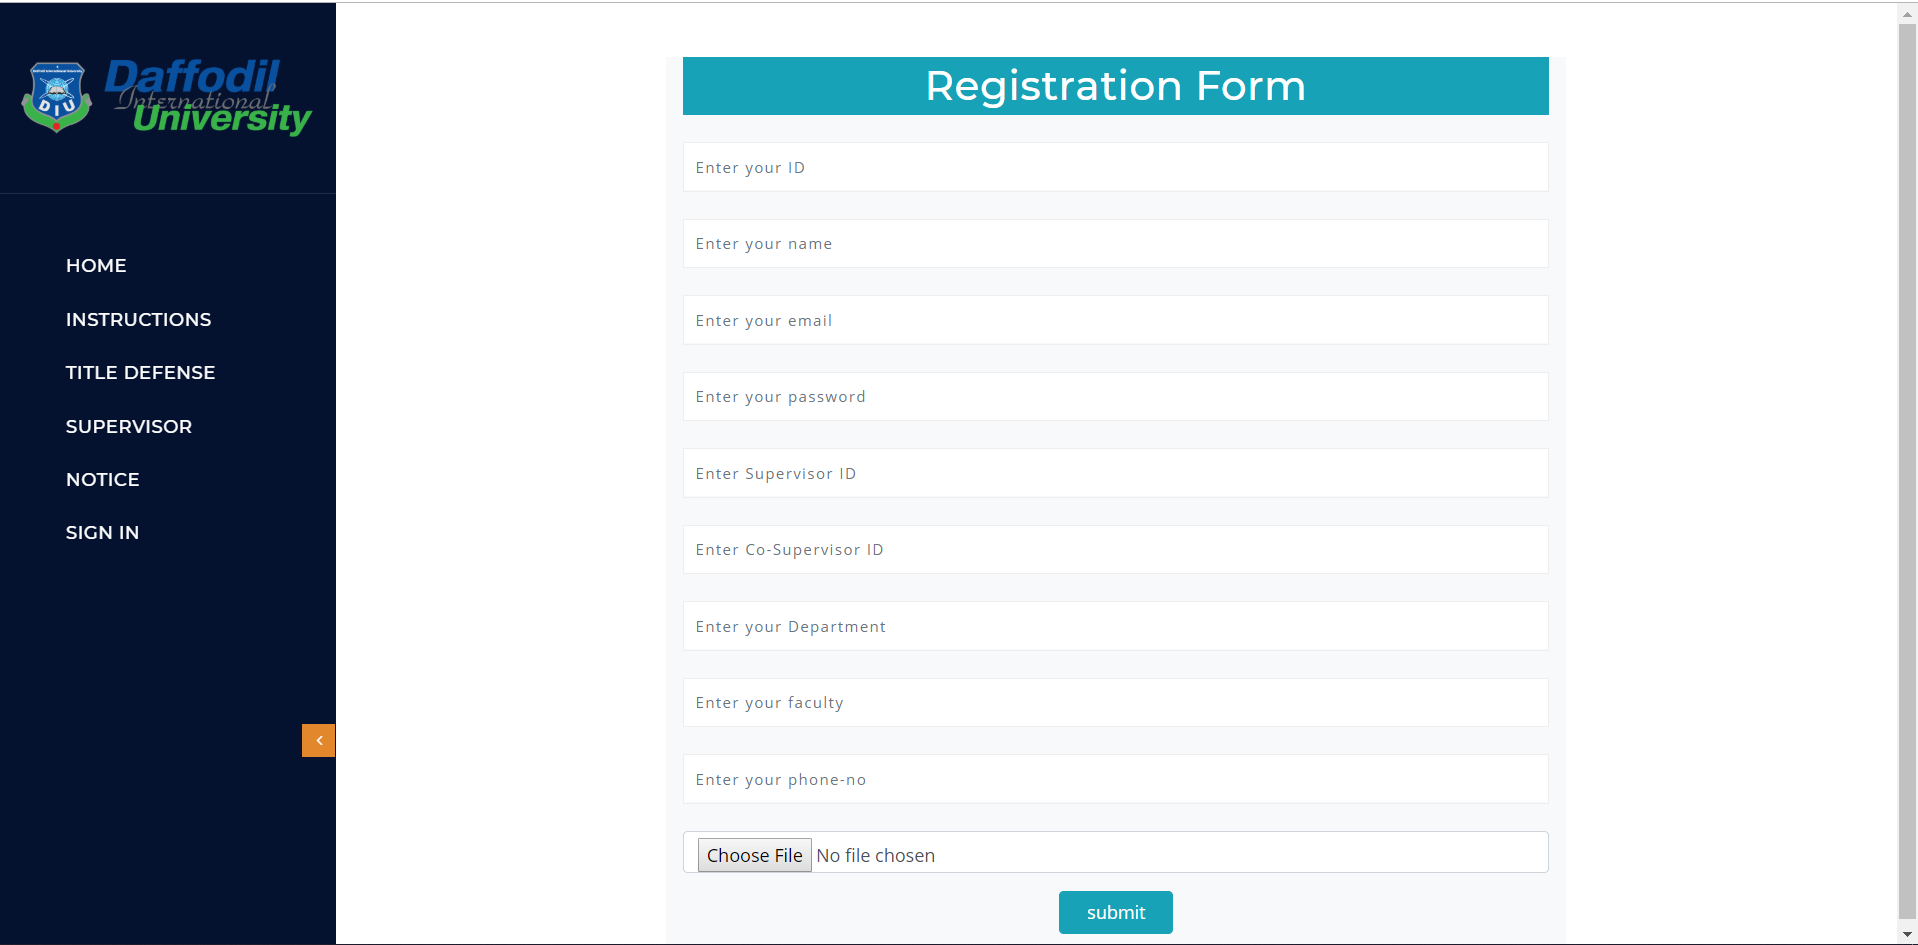 Daffodil
International
University
DIU
HOME
INSTRUCTIONS
TITLE DEFENSE
SUPERVISOR
NOTICE
SIGN IN
Registration Form
Enter your ID
Enter your name
Enter your email
Enter your password
Enter Supervisor ID
Enter Co-Supervisor ID
Enter your Department
Enter your faculty
Enter your phone-no
Choose File No file chosen
submit